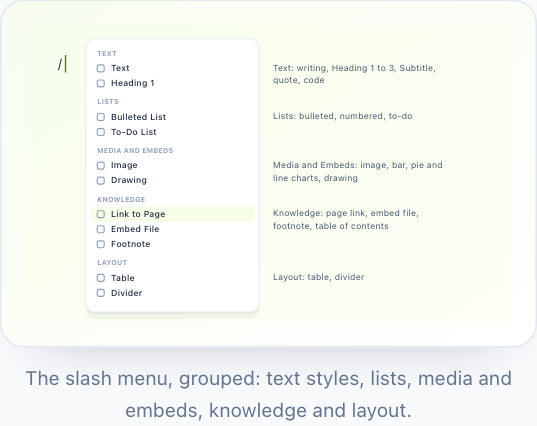 /
TEXT
Text
Heading 1
Text: writing, Heading 1 to 3, Subtitle,
quote, code
LISTS
Bulleted List
To-Do List
Lists: bulleted, numbered, to-do
MEDIA AND EMBEDS
Image
Drawing
Media and Embeds: image, bar, pie and
line charts, drawing
KNOWLEDGE
Link to Page
Embed File
Footnote
Knowledge: page link, embed file,
footnote, table of contents
LAYOUT
Table
Divider
Layout: table, divider
The slash menu, grouped: text styles, lists, media and
embeds, knowledge and layout.